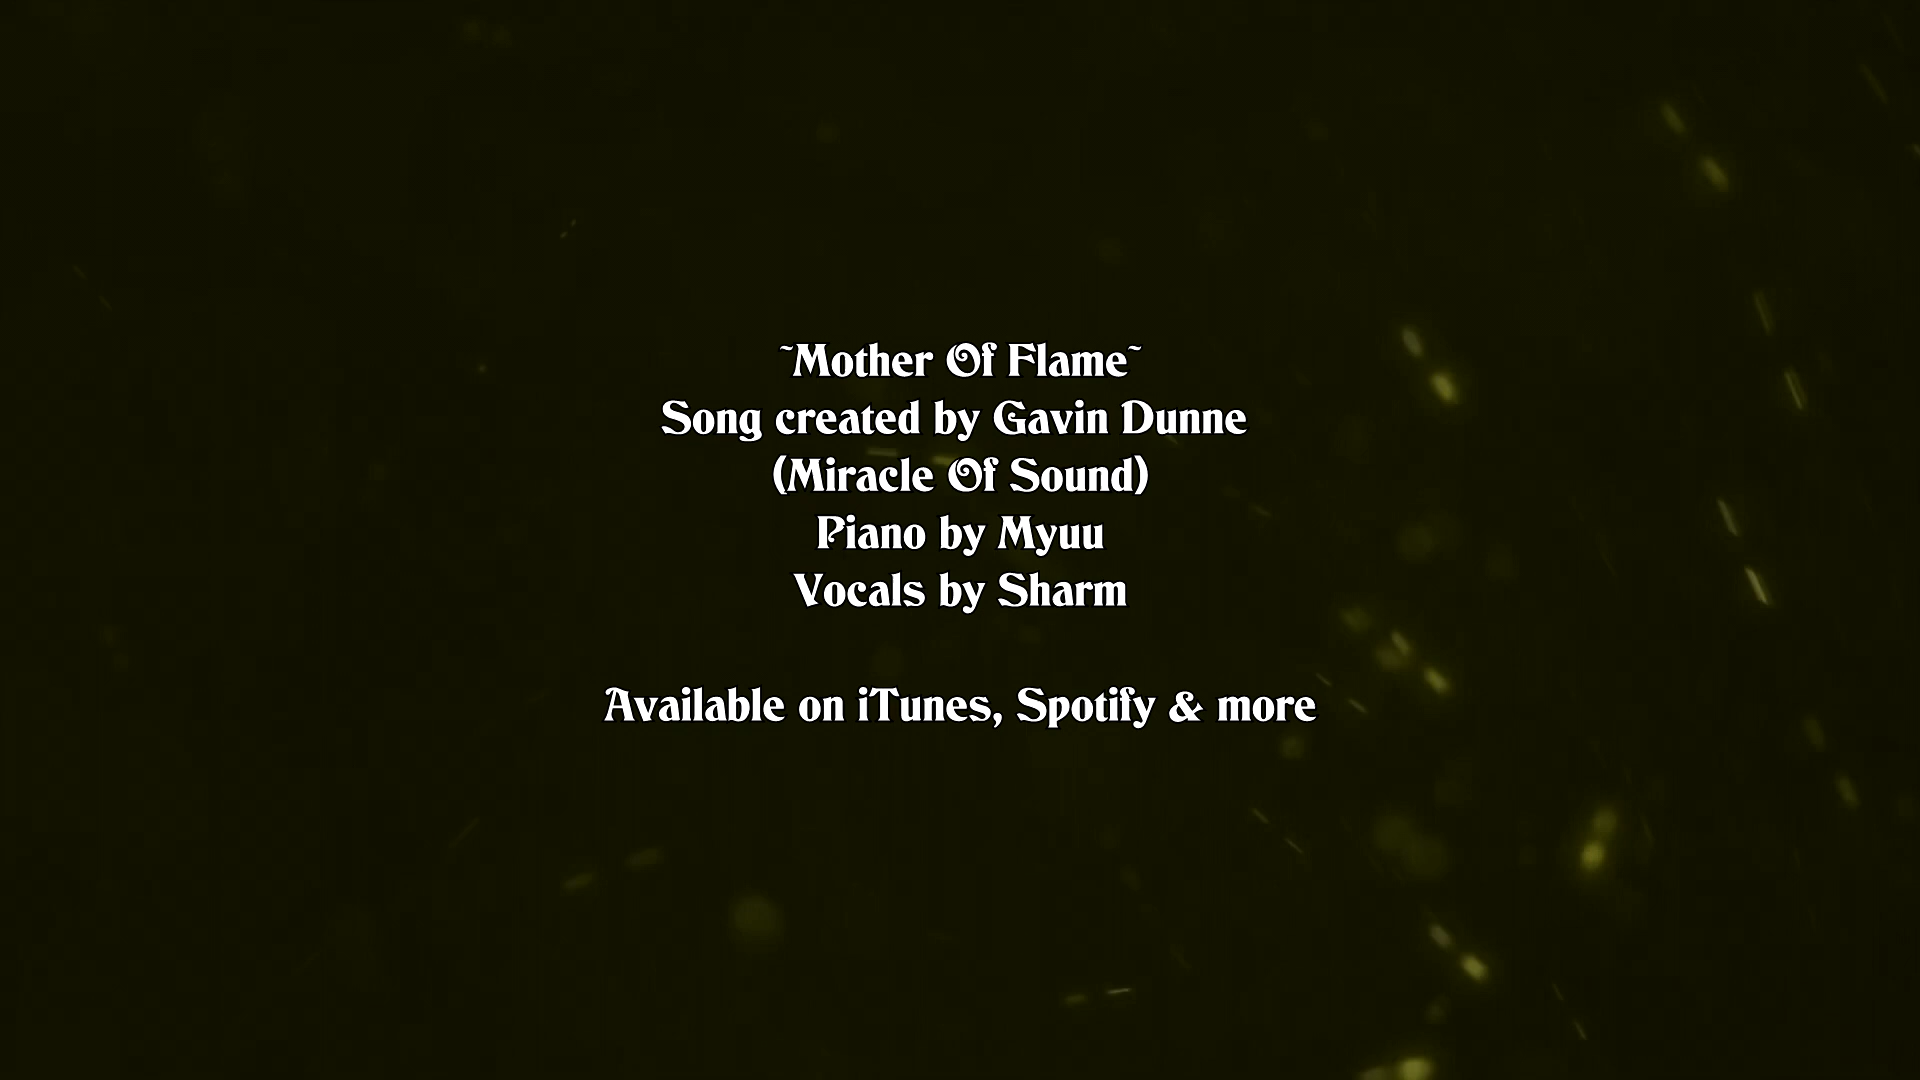 ~Mother Of Flame~
Song created by Gavin Dunne
(Miracle Of Sound)
Piano by Myuu
Vocals by Sharm
Available on iTunes, Spotify & more